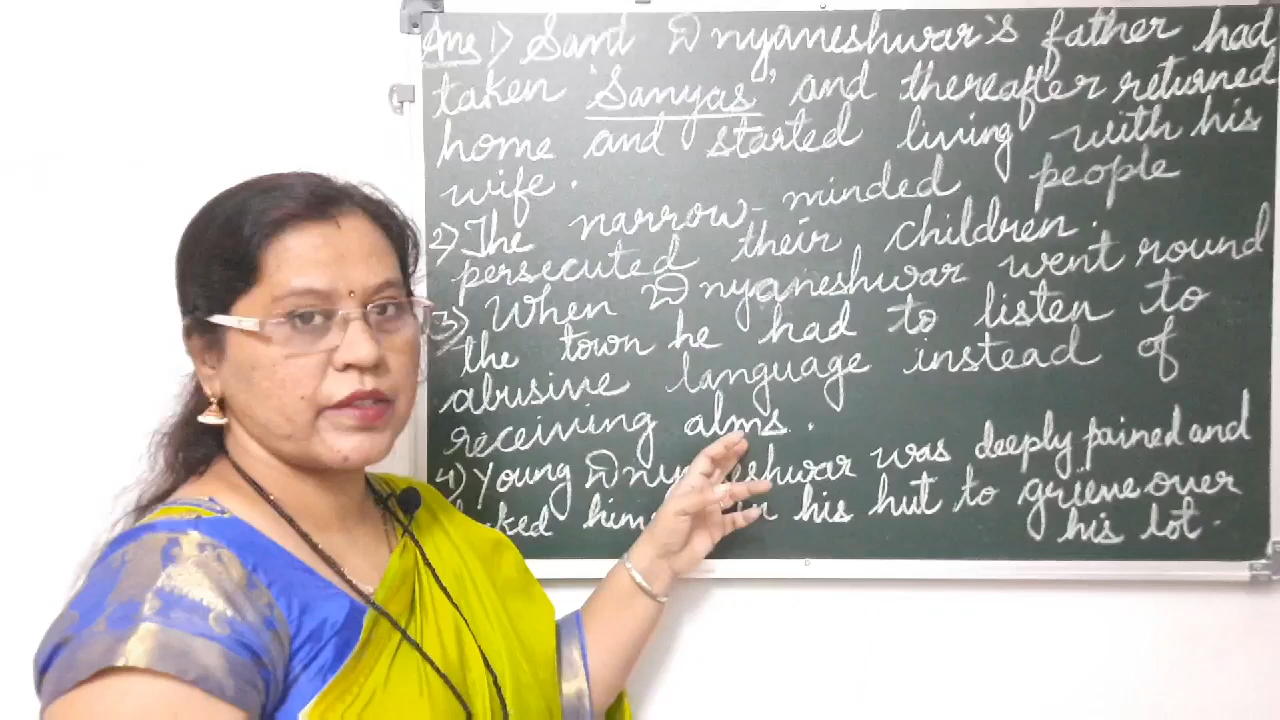 Ans 1) Sant Dnyaneshwar's father had
taken 'Sanyas' and thereafter returned
home and started living with his
wife.
2) The narrow-minded people
persecuted their children.
3) When Dnyaneshwar went round
the town he had to listen to
abusive language instead of
receiving alms.
4) Young Dnyaneshwar was deeply pained and
in his hut to grieve over
his lot.